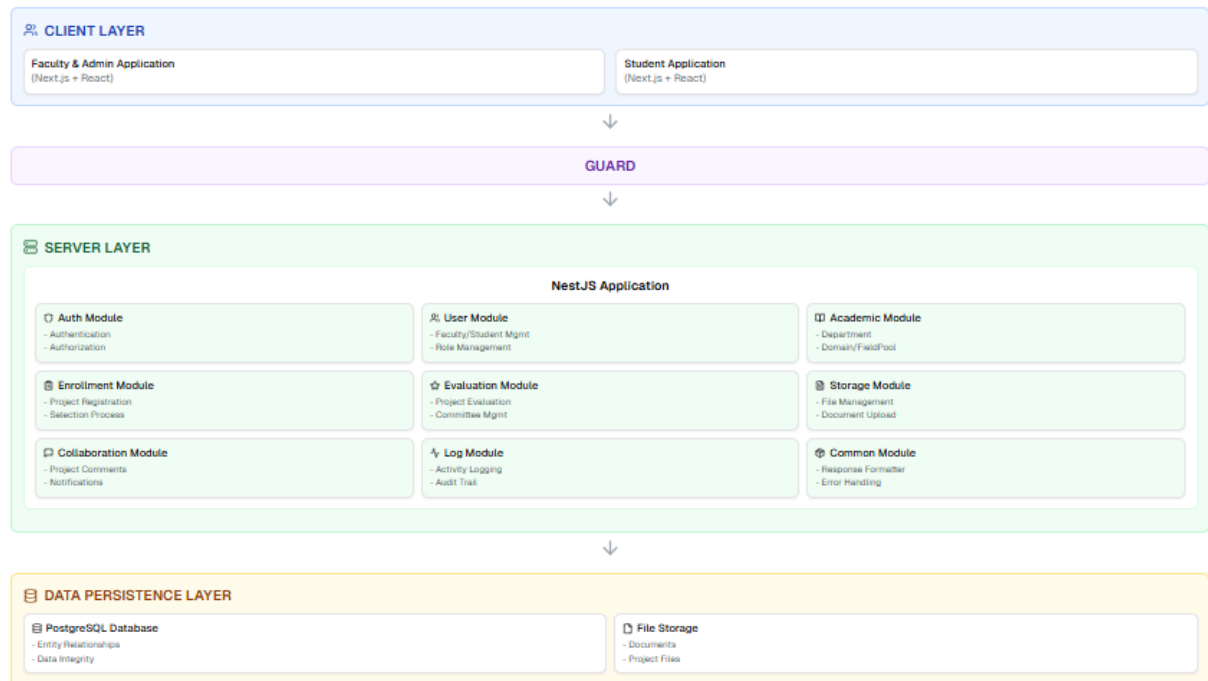 CLIENT LAYER
Faculty & Admin Application
(Next.js + React)
Student Application
(Next.js + React)
GUARD
SERVER LAYER
NestJS Application
Auth Module
- Authentication
- Authorization
User Module
- Faculty/Student Mgmt
- Role Management
Academic Module
- Department
- Domain/FieldPool
Enrollment Module
- Project Registration
- Selection Process
Evaluation Module
- Project Evaluation
- Committee Mgmt
Storage Module
- File Management
- Document Upload
Collaboration Module
- Project Comments
- Notifications
Log Module
- Activity Logging
- Audit Trail
Common Module
- Response Formatter
- Error Handling
DATA PERSISTENCE LAYER
PostgreSQL Database
- Entity Relationships
- Data Integrity
File Storage
- Documents
- Project Files